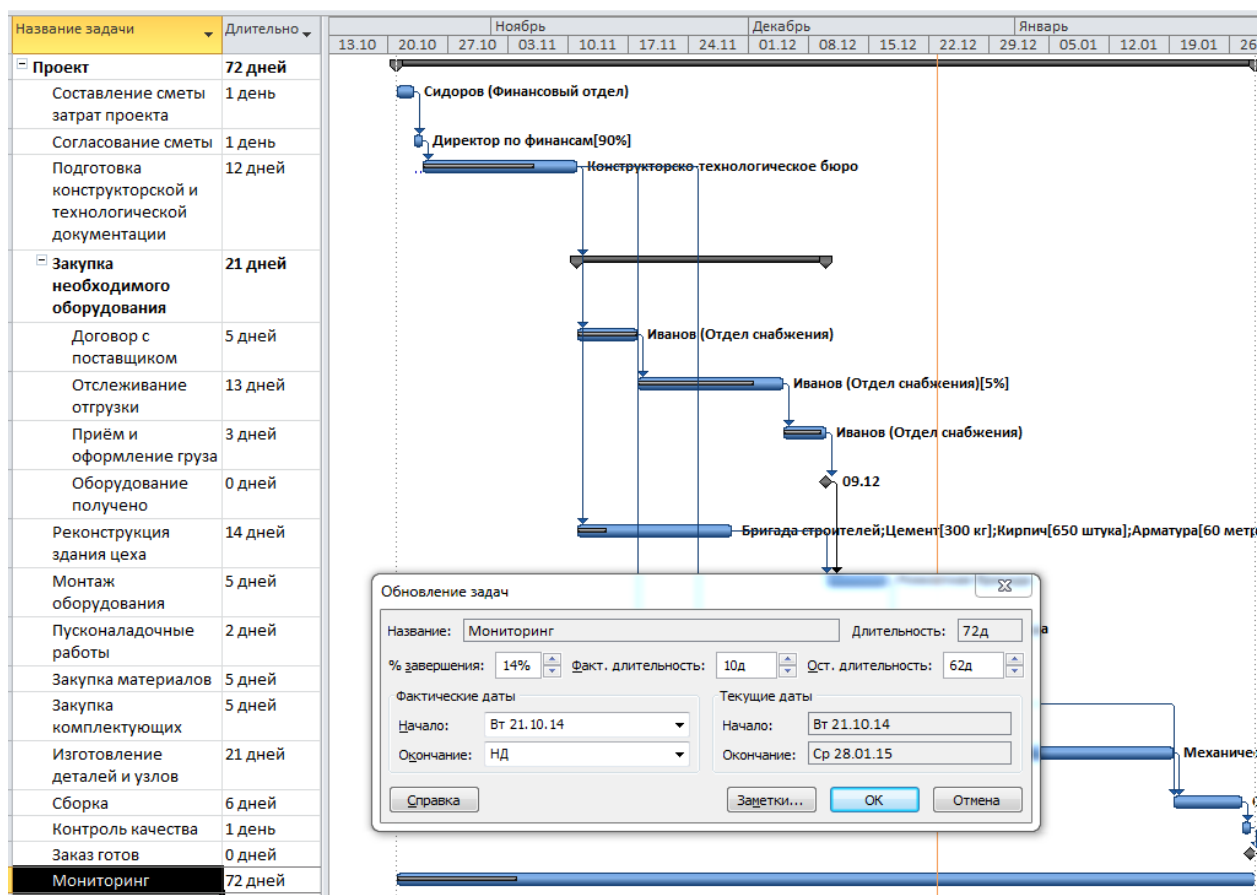 Название задачи Длительно Ноябрь Декабрь Январь
13.10 20.10 27.10 03.11 10.11 17.11 24.11 01.12 08.12 15.12 22.12 29.12 05.01 12.01 19.01 26
Проект 72 дней
Составление сметы 1 день Сидоров (Финансовый отдел)
затрат проекта
Согласование сметы 1 день Директор по финансам[90%]
Подготовка 12 дней Конструкторско-технологическое бюро
конструкторской и
технологической
документации
Закупка 21 дней
необходимого
оборудования
Договор с 5 дней Иванов (Отдел снабжения)
поставщиком
Отслеживание 13 дней Иванов (Отдел снабжения)[5%]
отгрузки
Приём и 3 дней Иванов (Отдел снабжения)
оформление груза
Оборудование 0 дней 09.12
получено
Реконструкция 14 дней Бригада строителей;Цемент[300 кг];Кирпич[650 штука];Арматура[60 метр
здания цеха
Монтаж 5 дней
оборудования
Пусконаладочные 2 дней а
работы
Закупка материалов 5 дней
Закупка 5 дней
комплектующих
Изготовление 21 дней Механиче
деталей и узлов
Сборка 6 дней
Контроль качества 1 день
Заказ готов 0 дней
Мониторинг 72 дней
Обновление задач
Название: Мониторинг Длительность: 72д
% завершения: 14% Факт. длительность: 10д Ост. длительность: 62д
Фактические даты Текущие даты
Начало: Вт 21.10.14 Начало: Вт 21.10.14
Окончание: НД Окончание: Ср 28.01.15
Справка Заметки... ОК Отмена